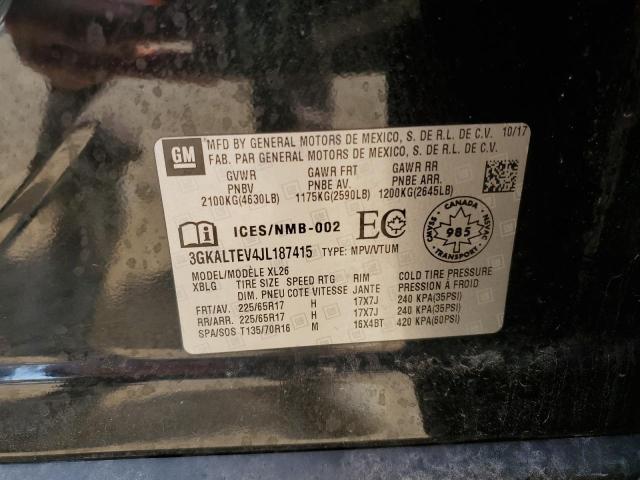 GM
MFD BY GENERAL MOTORS DE MEXICO, S. DE R.L. DE C.V. 10/17
FAB. PAR GENERAL MOTORS DE MEXICO, S. DE R.L. DE C.V.
GVWR GAWR FRT GAWR RR
PNBV PNBE AV. PNBE ARR.
2100KG(4630LB) 1175KG(2590LB) 1200KG(2645LB)
ICES/NMB-002 EC
CANADA
985
NSVAC
3GKALTEV4JL187415 TYPE: MPV/VTUM
MODEL/MODÈLE XL26
XBLG TIRE SIZE SPEED RTG RIM COLD TIRE PRESSURE
DIM. PNEU COTE VITESSE JANTE PRESSION À FROID
FRT/AV. 225/65R17 H 17X7J 240 KPA(35PSI)
RR/ARR. 225/65R17 H 17X7J 240 KPA(35PSI)
SPA/SOS T135/70R16 M 16X4BT 420 KPA(60PSI)